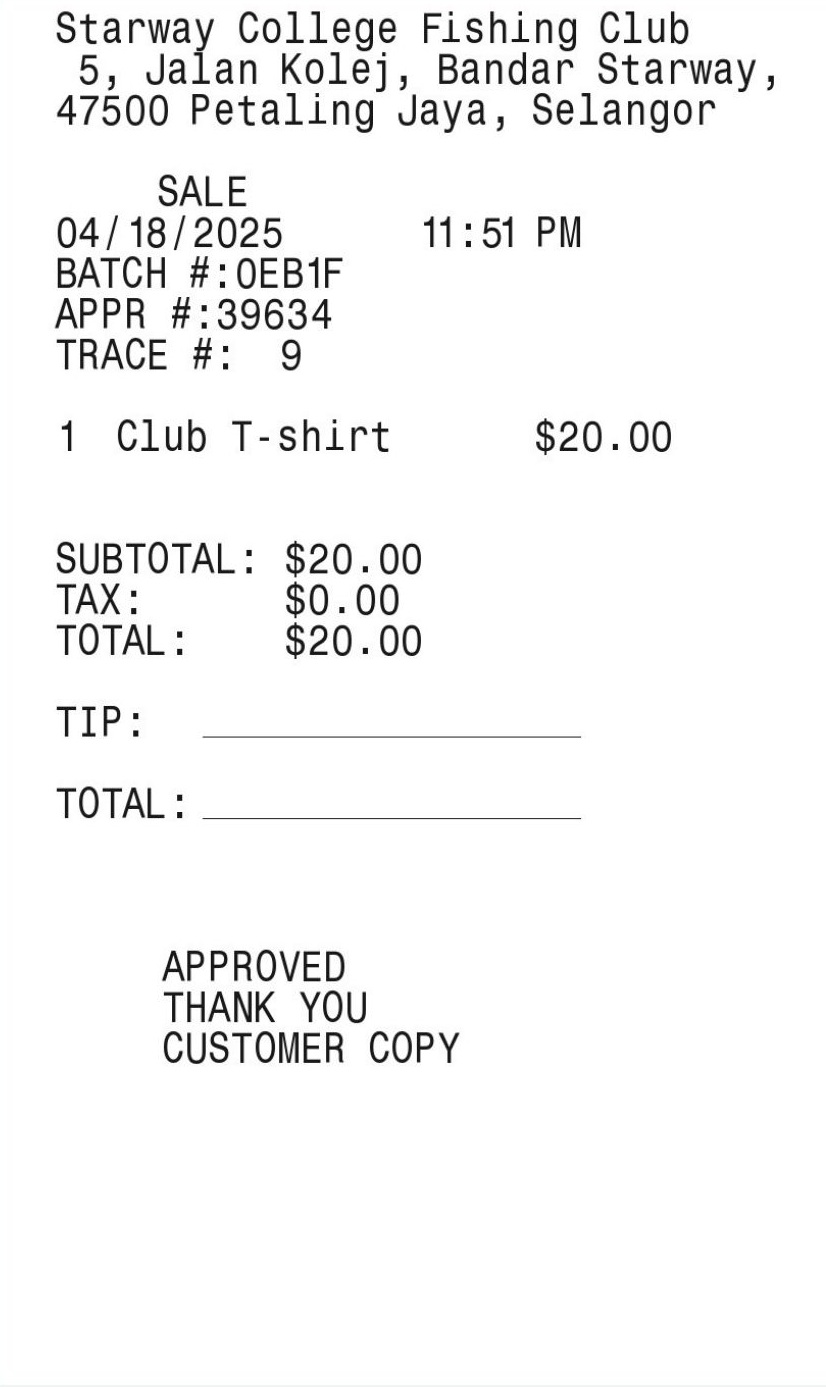 Starway College Fishing Club
5, Jalan Kolej, Bandar Starway,
47500 Petaling Jaya, Selangor
SALE
04/18/2025 11:51 PM
BATCH #:0EB1F
APPR #:39634
TRACE #: 9
1 Club T-shirt $20.00
SUBTOTAL: $20.00
TAX: $0.00
TOTAL: $20.00
TIP:
TOTAL:
APPROVED
THANK YOU
CUSTOMER COPY